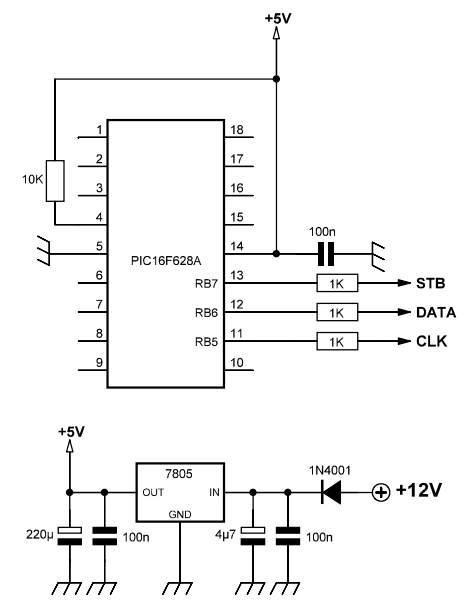 +5V
1 18
2 17
10K 3 16
4 15
100n
5 14
PIC16F628A
6 RB7 13 1K STB
7 RB6 12 1K DATA
8 RB5 11 1K CLK
9 10
+5V
7805 1N4001
OUT IN +12V
GND
220µ 100n 4µ7 100n